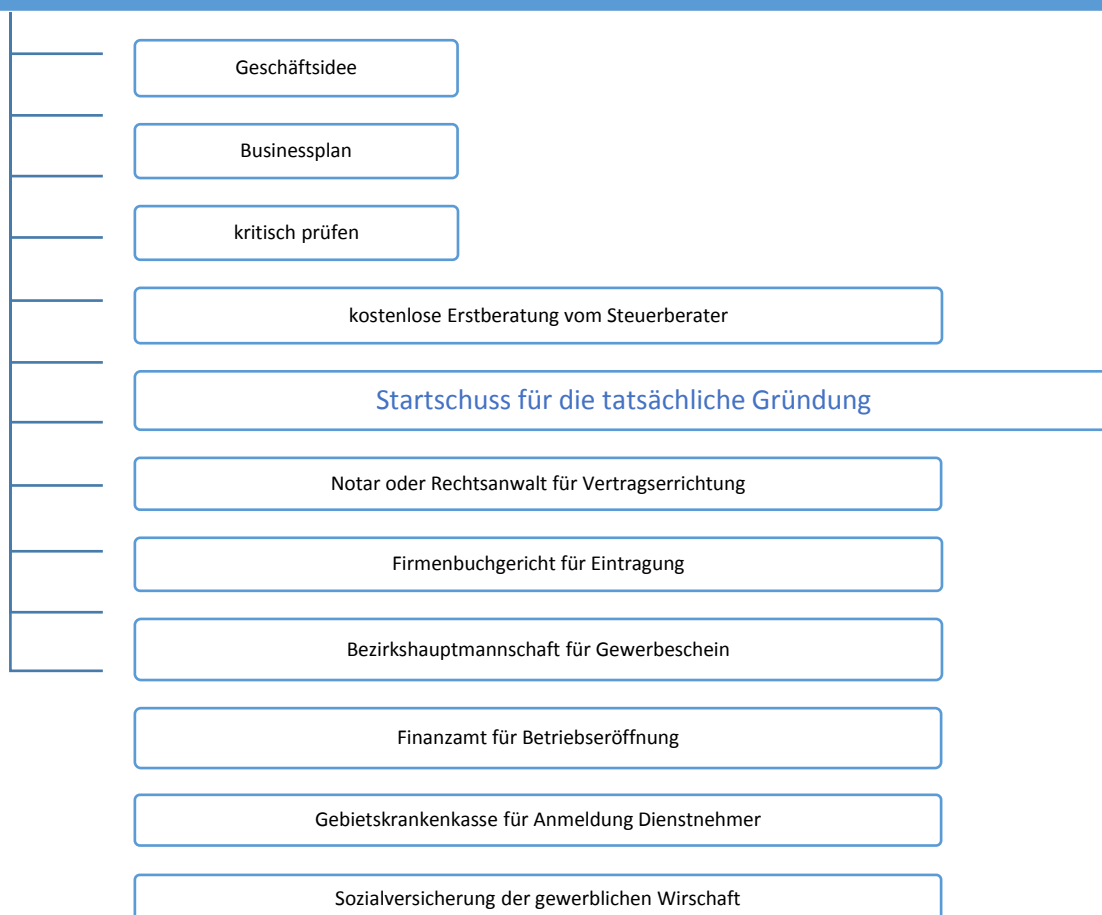 Geschäftsidee
Businessplan
kritisch prüfen
kostenlose Erstberatung vom Steuerberater
Startschuss für die tatsächliche Gründung
Notar oder Rechtsanwalt für Vertragserrichtung
Firmenbuchgericht für Eintragung
Bezirkshauptmannschaft für Gewerbeschein
Finanzamt für Betriebseröffnung
Gebietskrankenkasse für Anmeldung Dienstnehmer
Sozialversicherung der gewerblichen Wirschaft